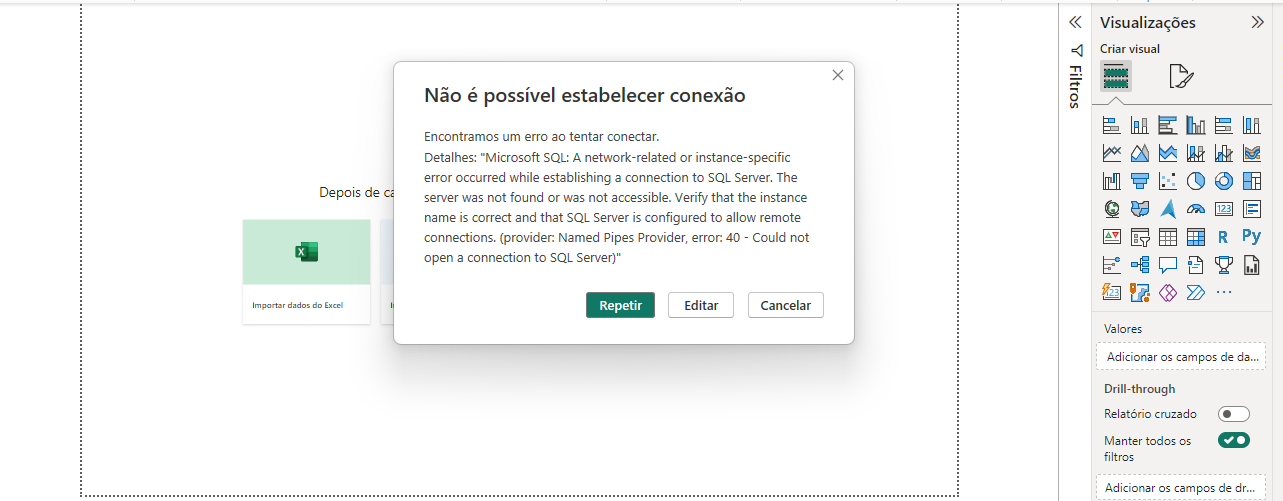 Visualizações
Criar visual
Filtros
Não é possível estabelecer conexão
Encontramos um erro ao tentar conectar.
Detalhes: "Microsoft SQL: A network-related or instance-specific
error occurred while establishing a connection to SQL Server. The
server was not found or was not accessible. Verify that the instance
name is correct and that SQL Server is configured to allow remote
connections. (provider: Named Pipes Provider, error: 40 - Could not
open a connection to SQL Server)"
Repetir
Editar
Cancelar
Depois de ca
Importar dados do Excel
123
R
Py
123
Valores
Adicionar os campos de da...
Drill-through
Relatório cruzado
Manter todos os
filtros
Adicionar os campos de dr...